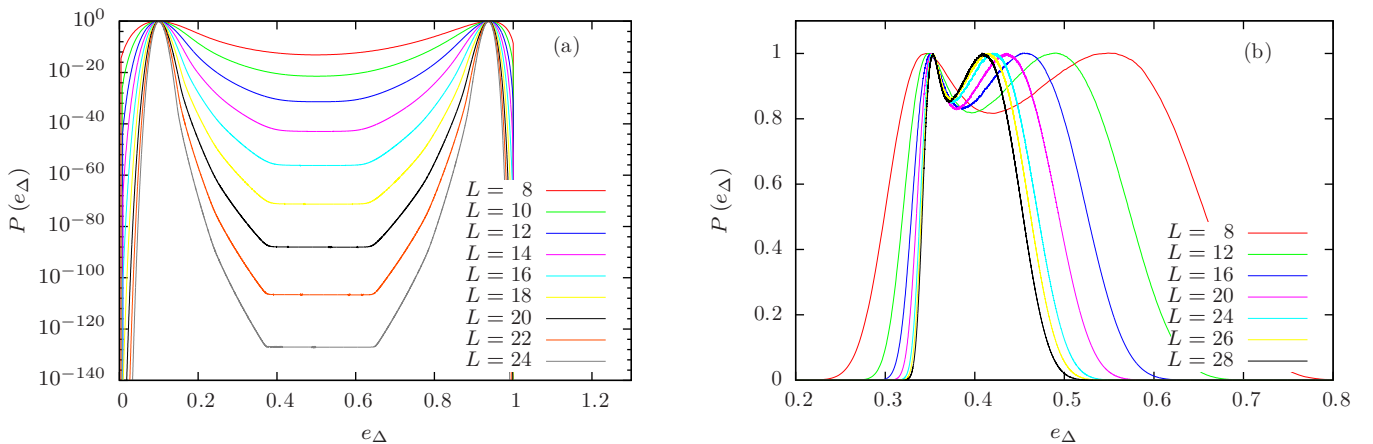 (a)
P (e_Δ)
10^0
10^−20
10^−40
10^−60
10^−80
10^−100
10^−120
10^−140
L = 8
L = 10
L = 12
L = 14
L = 16
L = 18
L = 20
L = 22
L = 24
0 0.2 0.4 0.6 0.8 1 1.2
e_Δ
(b)
P (e_Δ)
1
0.8
0.6
0.4
0.2
0
L = 8
L = 12
L = 16
L = 20
L = 24
L = 26
L = 28
0.2 0.3 0.4 0.5 0.6 0.7 0.8
e_Δ